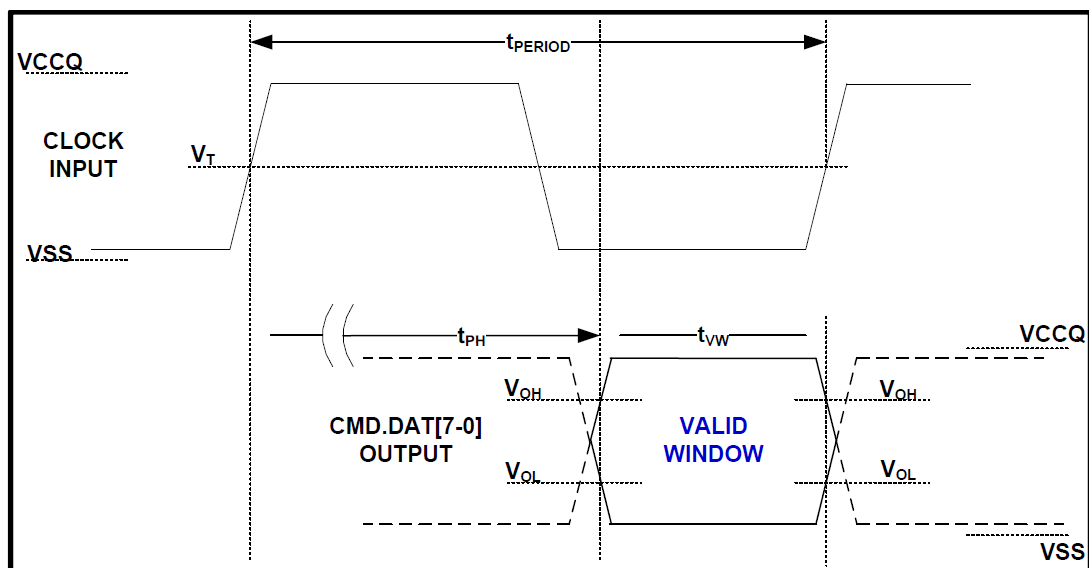 tPERIOD
VCCQ
CLOCK
INPUT
VT
VSS
tPH
tVW
VCCQ
VOH
VOH
CMD.DAT[7-0]
OUTPUT
VALID
WINDOW
VOL
VOL
VSS